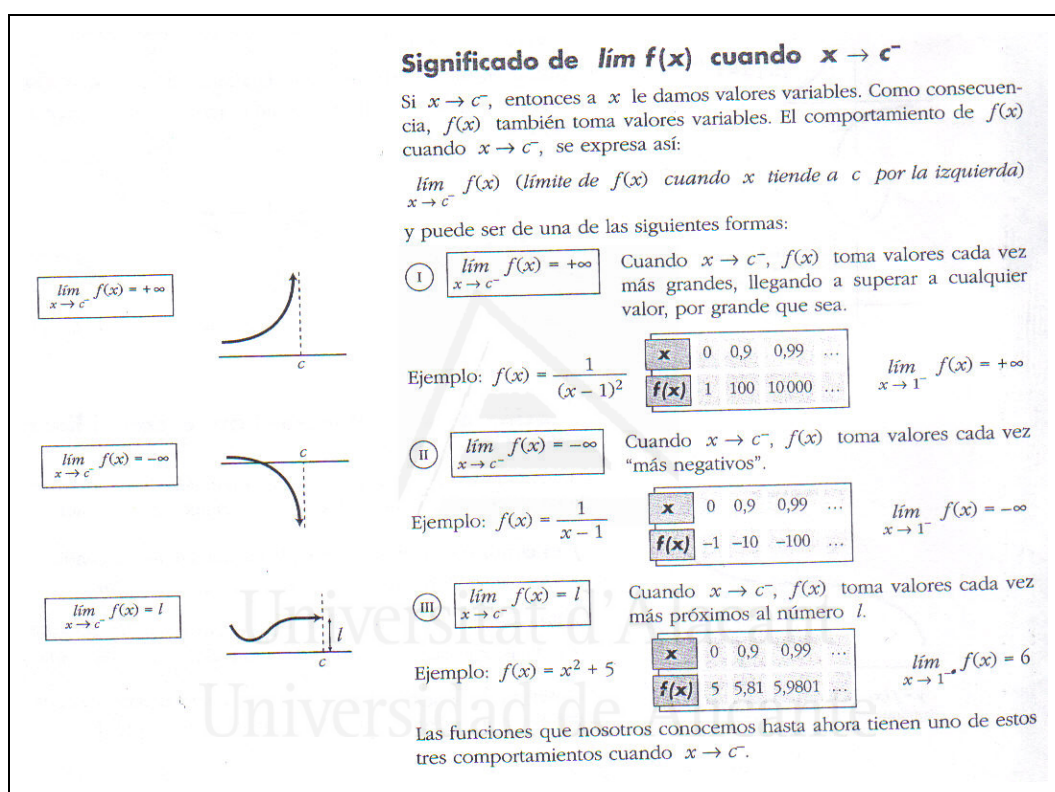 Significado de lím f(x) cuando x → c⁻
Si x → c⁻, entonces a x le damos valores variables. Como consecuen-
cia, f(x) también toma valores variables. El comportamiento de f(x)
cuando x → c⁻, se expresa así:
lím f(x) (límite de f(x) cuando x tiende a c por la izquierda)
x → c⁻
y puede ser de una de las siguientes formas:
lím f(x) = +∞
x → c⁻
c
I lím f(x) = +∞
x → c⁻
Cuando x → c⁻, f(x) toma valores cada vez
más grandes, llegando a superar a cualquier
valor, por grande que sea.
Ejemplo: f(x) = 1 / (x – 1)²
x 0 0,9 0,99 ...
f(x) 1 100 10000 ...
lím f(x) = +∞
x → 1⁻
lím f(x) = –∞
x → c⁻
c
II lím f(x) = –∞
x → c⁻
Cuando x → c⁻, f(x) toma valores cada vez
“más negativos”.
Ejemplo: f(x) = 1 / x – 1
x 0 0,9 0,99 ...
f(x) –1 –10 –100 ...
lím f(x) = –∞
x → 1⁻
lím f(x) = l
x → c⁻
l
c
III lím f(x) = l
x → c⁻
Cuando x → c⁻, f(x) toma valores cada vez
más próximos al número l.
Ejemplo: f(x) = x² + 5
x 0 0,9 0,99 ...
f(x) 5 5,81 5,9801 ...
lím f(x) = 6
x → 1⁻
Las funciones que nosotros conocemos hasta ahora tienen uno de estos
tres comportamientos cuando x → c⁻.
Universitat d'Alacant
Universidad de Alicante